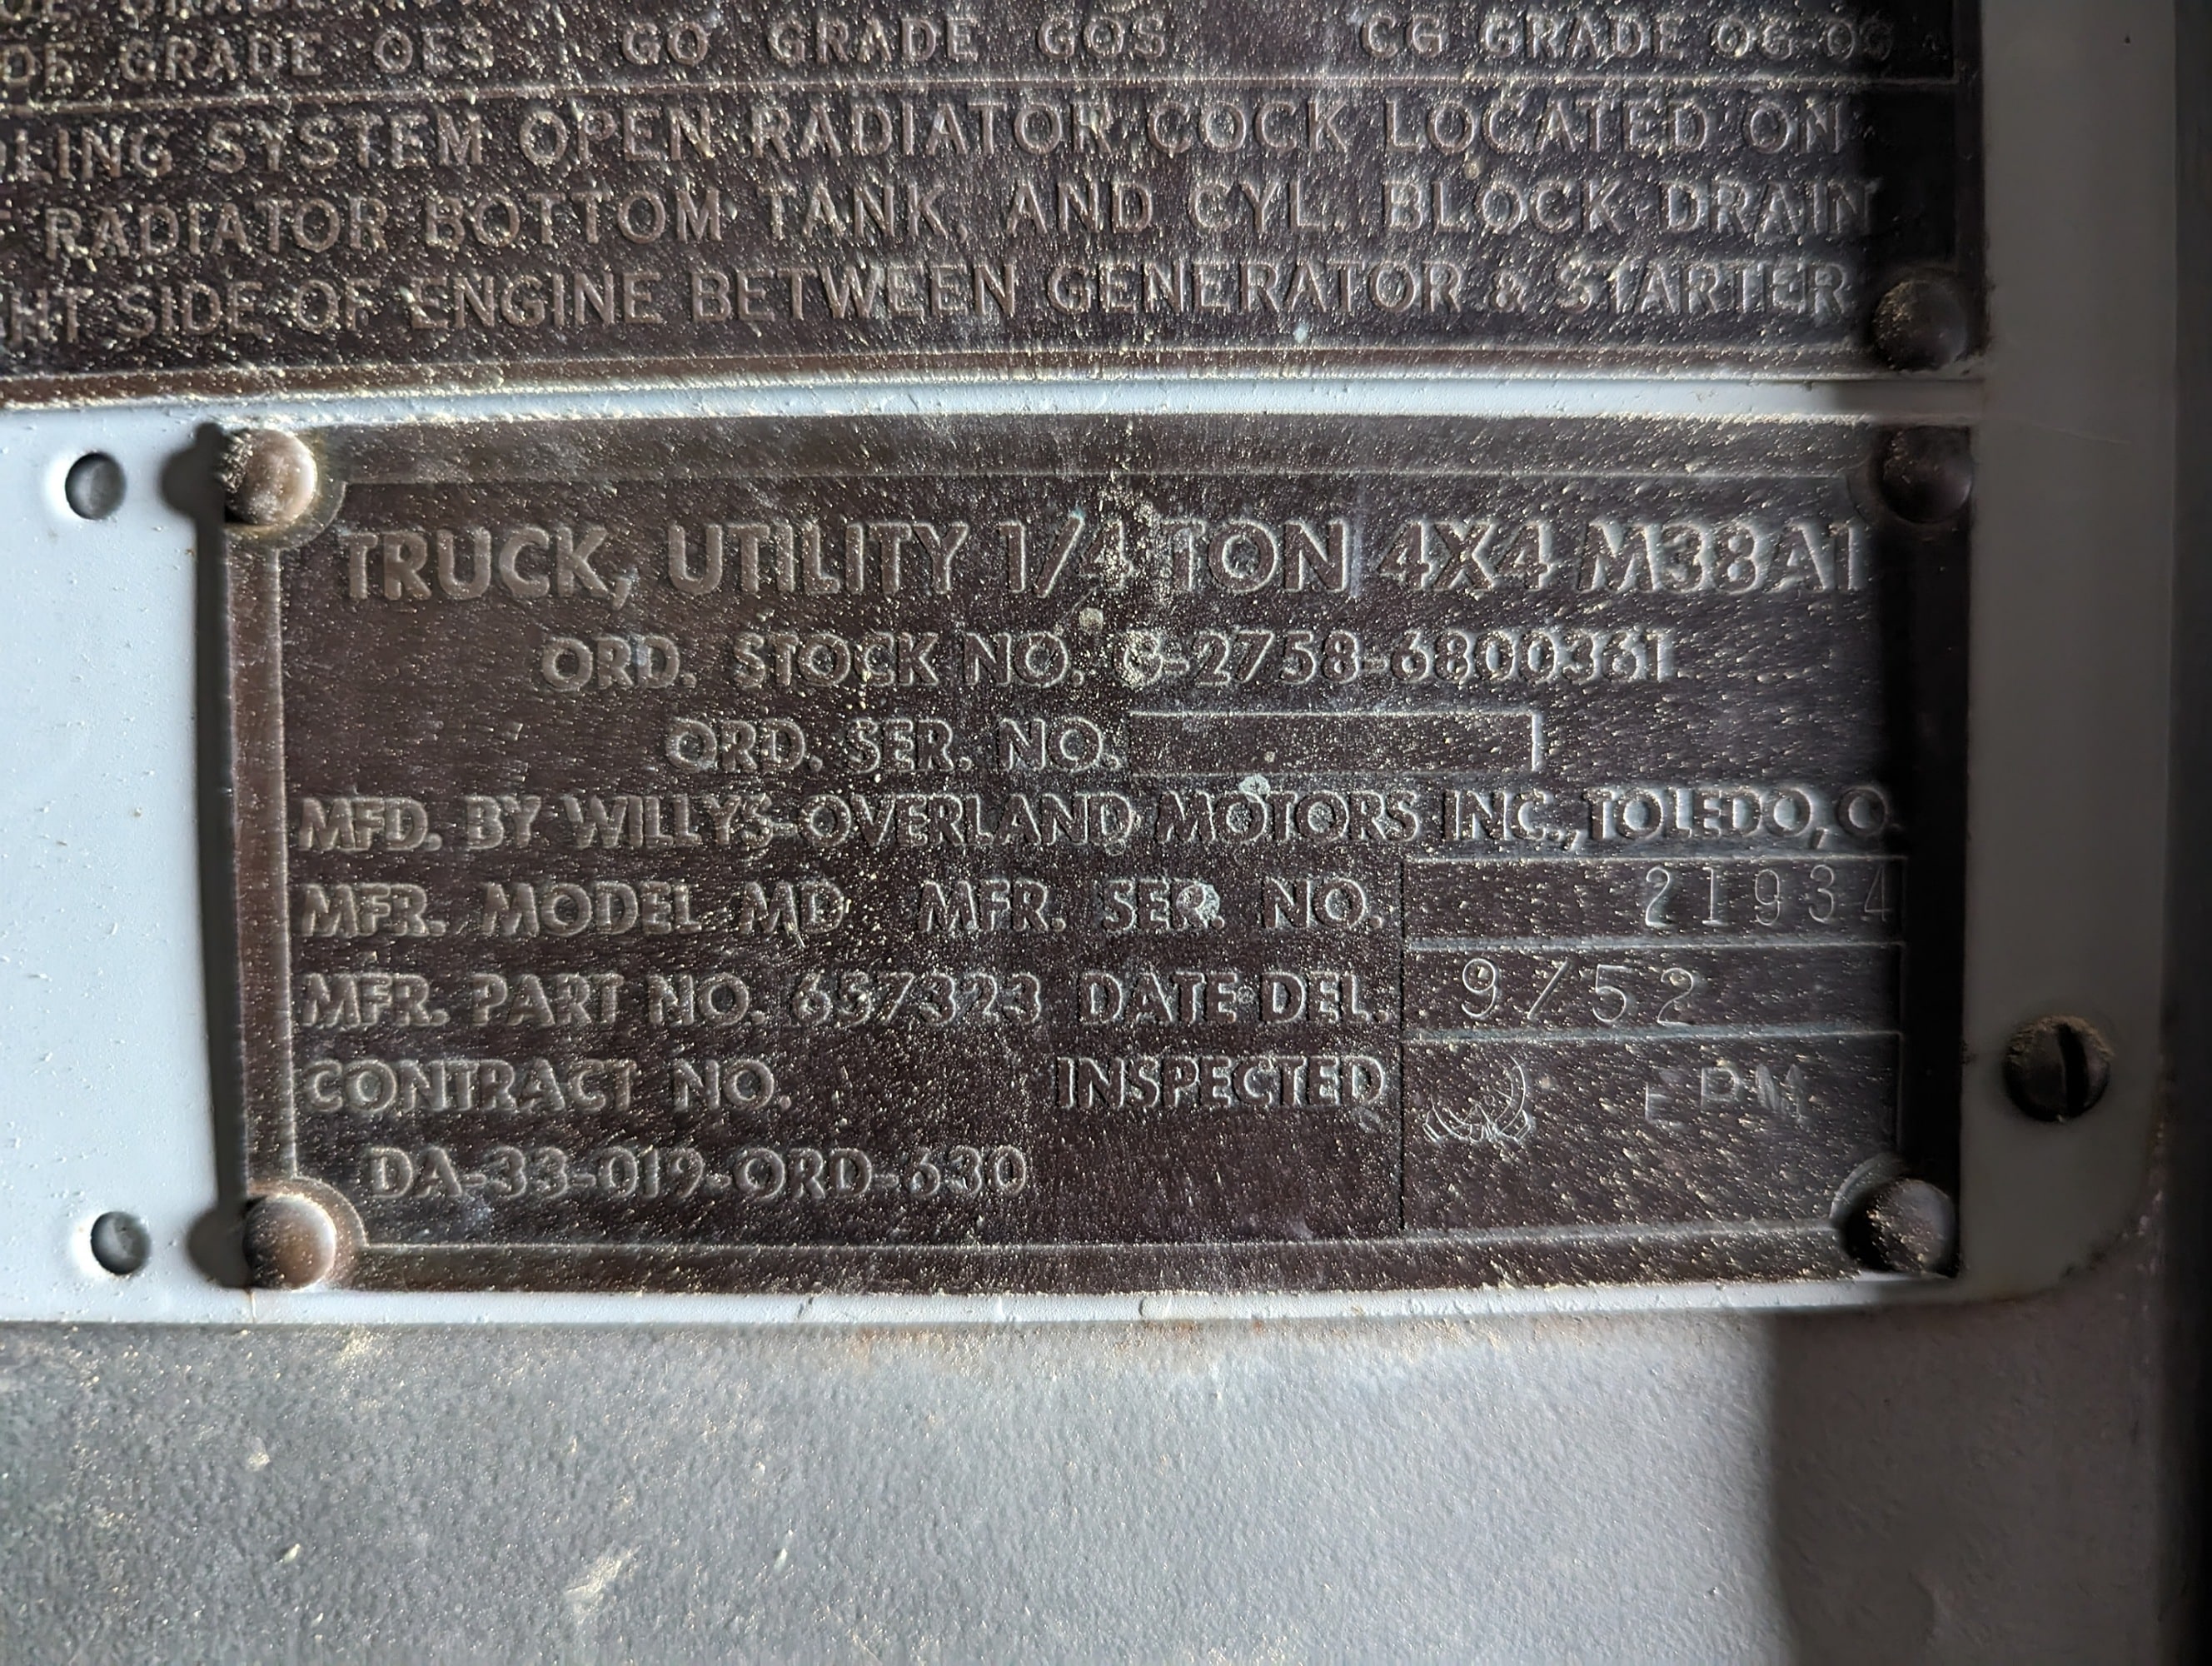 OE GRADE OES GO GRADE GOS CG GRADE
LING SYSTEM OPEN RADIATOR COCK LOCATED ON
RADIATOR BOTTOM TANK, AND CYL. BLOCK DRAIN
HT SIDE OF ENGINE BETWEEN GENERATOR & STARTER
TRUCK, UTILITY 1/4 TON 4X4 M38A1
ORD. STOCK NO. G-2758-6800361
ORD. SER. NO.
MFD. BY WILLYS-OVERLAND MOTORS INC., TOLEDO, O.
MFR. MODEL MD MFR. SER. NO. 21934
MFR. PART NO. 657323 DATE DEL. 9/52
CONTRACT NO. INSPECTED
DA-33-019-ORD-630